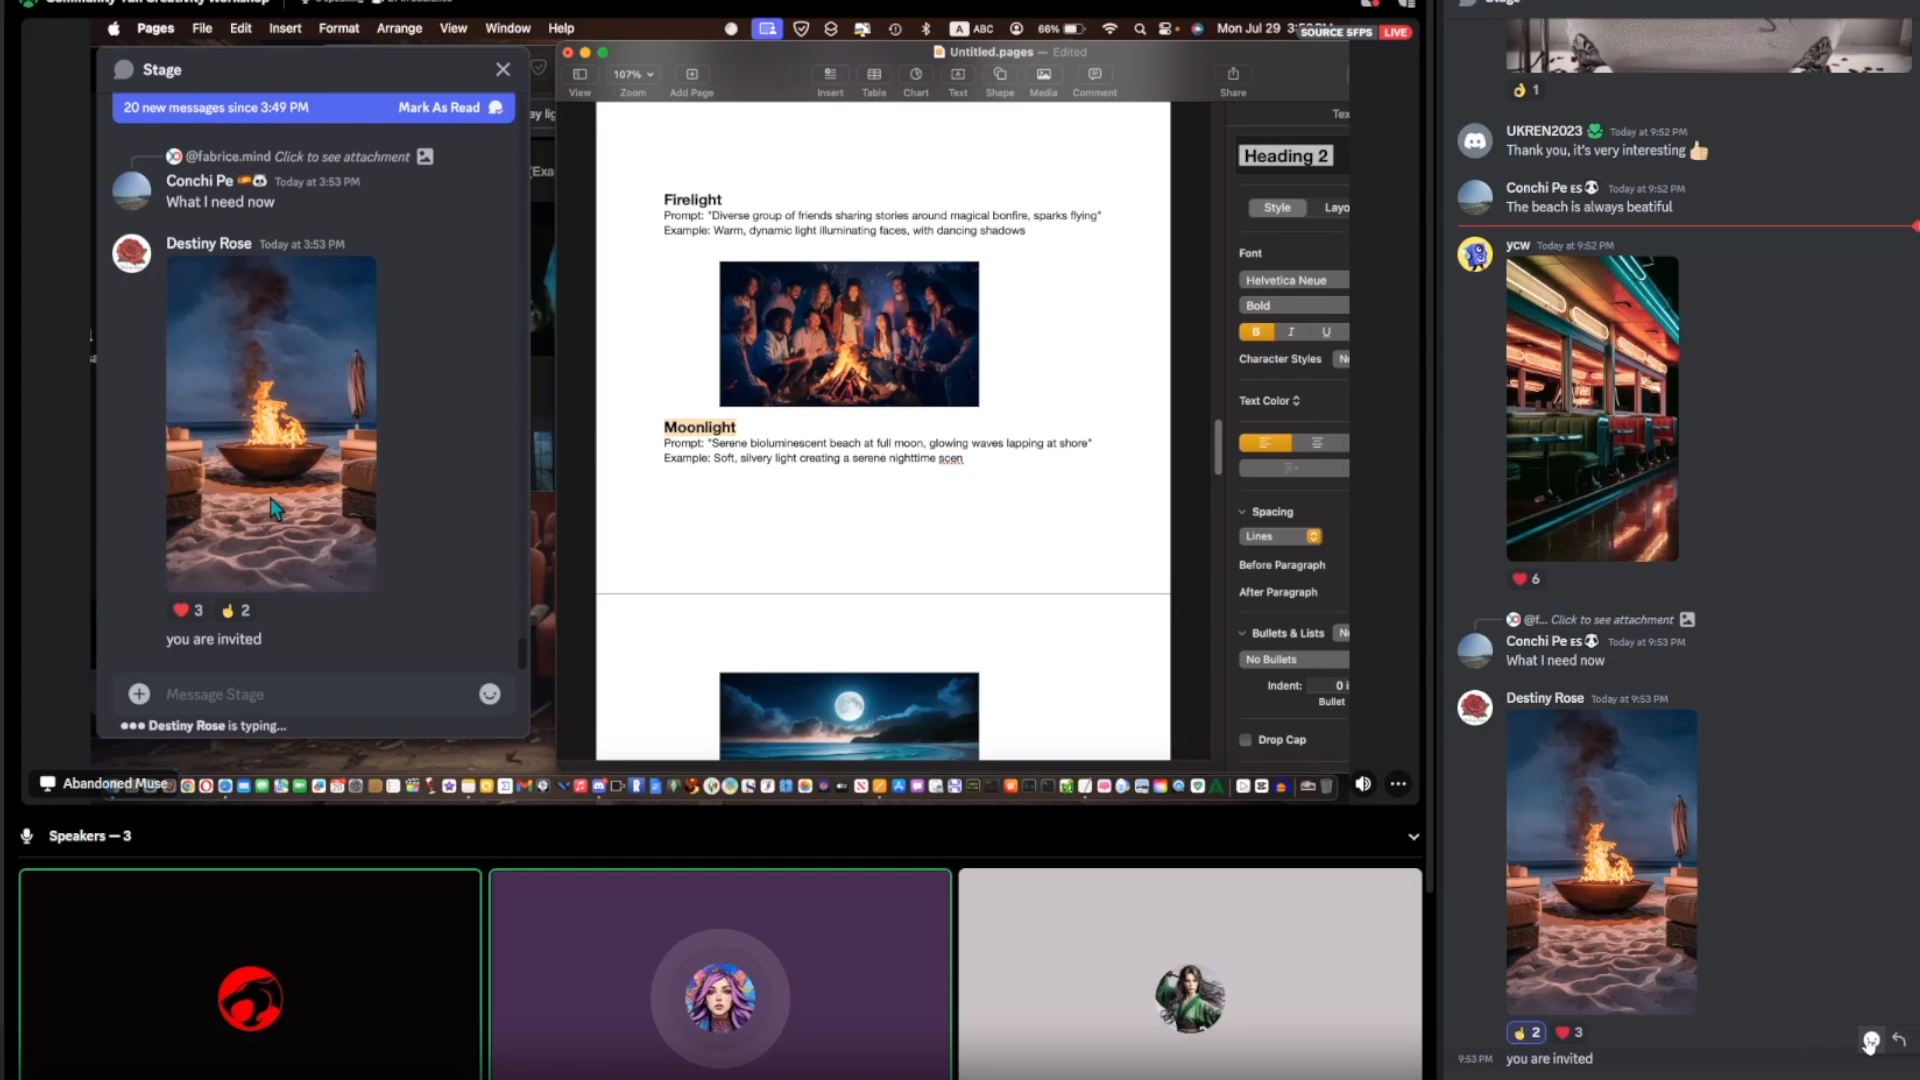 Pages File Edit Insert Format Arrange View Window Help
A ABC 66% Mon Jul 29
SOURCE 5FPS LIVE
Stage
20 new messages since 3:49 PM Mark As Read
@fabrice.mind Click to see attachment
Conchi Pe Today at 3:53 PM
What I need now
Destiny Rose Today at 3:53 PM
3 2
you are invited
Message Stage
Destiny Rose is typing...
Untitled.pages — Edited
107%
View Zoom Add Page Insert Table Chart Text Shape Media Comment Share
Firelight
Prompt: "Diverse group of friends sharing stories around magical bonfire, sparks flying"
Example: Warm, dynamic light illuminating faces, with dancing shadows
Moonlight
Prompt: "Serene bioluminescent beach at full moon, glowing waves lapping at shore"
Example: Soft, silvery light creating a serene nighttime scen
Heading 2
Style Layo
Font
Helvetica Neue
Bold
B I U
Character Styles
Text Color
Spacing
Lines
Before Paragraph
After Paragraph
Bullets & Lists
No Bullets
Indent: 0 i
Bullet
Drop Cap
Abandoned Muse
Speakers — 3
1
UKREN2023 Today at 9:52 PM
Thank you, it's very interesting
Conchi Pe ES Today at 9:52 PM
The beach is always beatiful
ycw Today at 9:52 PM
6
@f... Click to see attachment
Conchi Pe ES Today at 9:53 PM
What I need now
Destiny Rose Today at 9:53 PM
2 3
9:53 PM you are invited